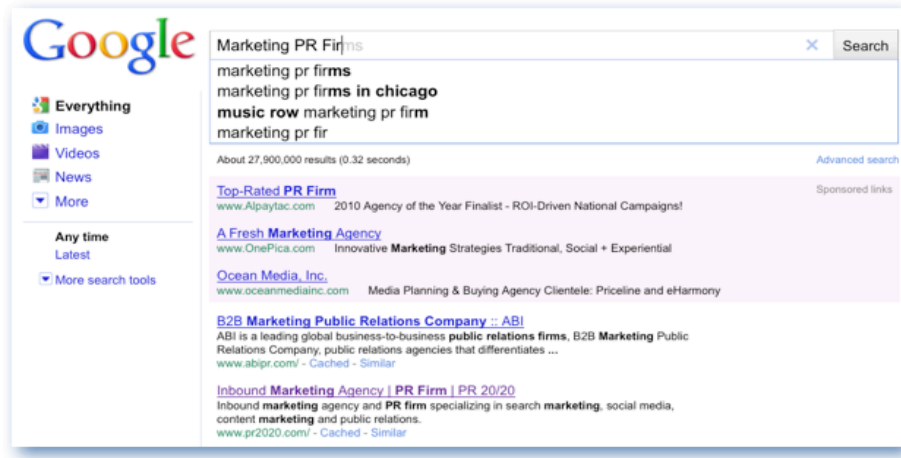 Google
Marketing PR Firms
× Search
marketing pr firms
marketing pr firms in chicago
music row marketing pr firm
marketing pr fir
Everything
Images
Videos
News
More
Any time
Latest
More search tools
About 27,900,000 results (0.32 seconds)
Advanced search
Top-Rated PR Firm
Sponsored links
www.Alpaytac.com 2010 Agency of the Year Finalist - ROI-Driven National Campaigns!
A Fresh Marketing Agency
www.OnePica.com Innovative Marketing Strategies Traditional, Social + Experiential
Ocean Media, Inc.
www.oceanmediainc.com Media Planning & Buying Agency Clientele: Priceline and eHarmony
B2B Marketing Public Relations Company :: ABI
ABI is a leading global business-to-business public relations firms, B2B Marketing Public
Relations Company, public relations agencies that differentiates ...
www.abipr.com/ - Cached - Similar
Inbound Marketing Agency | PR Firm | PR 20/20
Inbound marketing agency and PR firm specializing in search marketing, social media,
content marketing and public relations.
www.pr2020.com/ - Cached - Similar